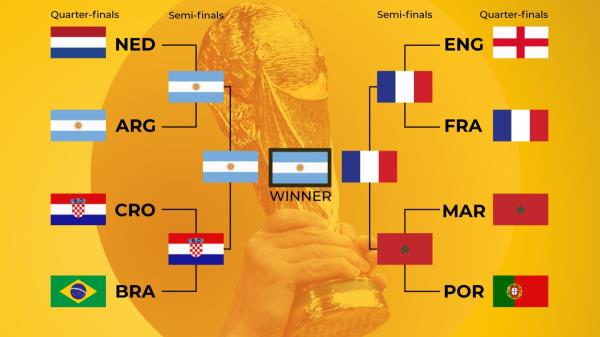 Quarter-finals
Semi-finals
Semi-finals
Quarter-finals
NED
ENG
ARG
FRA
WINNER
CRO
MAR
BRA
POR